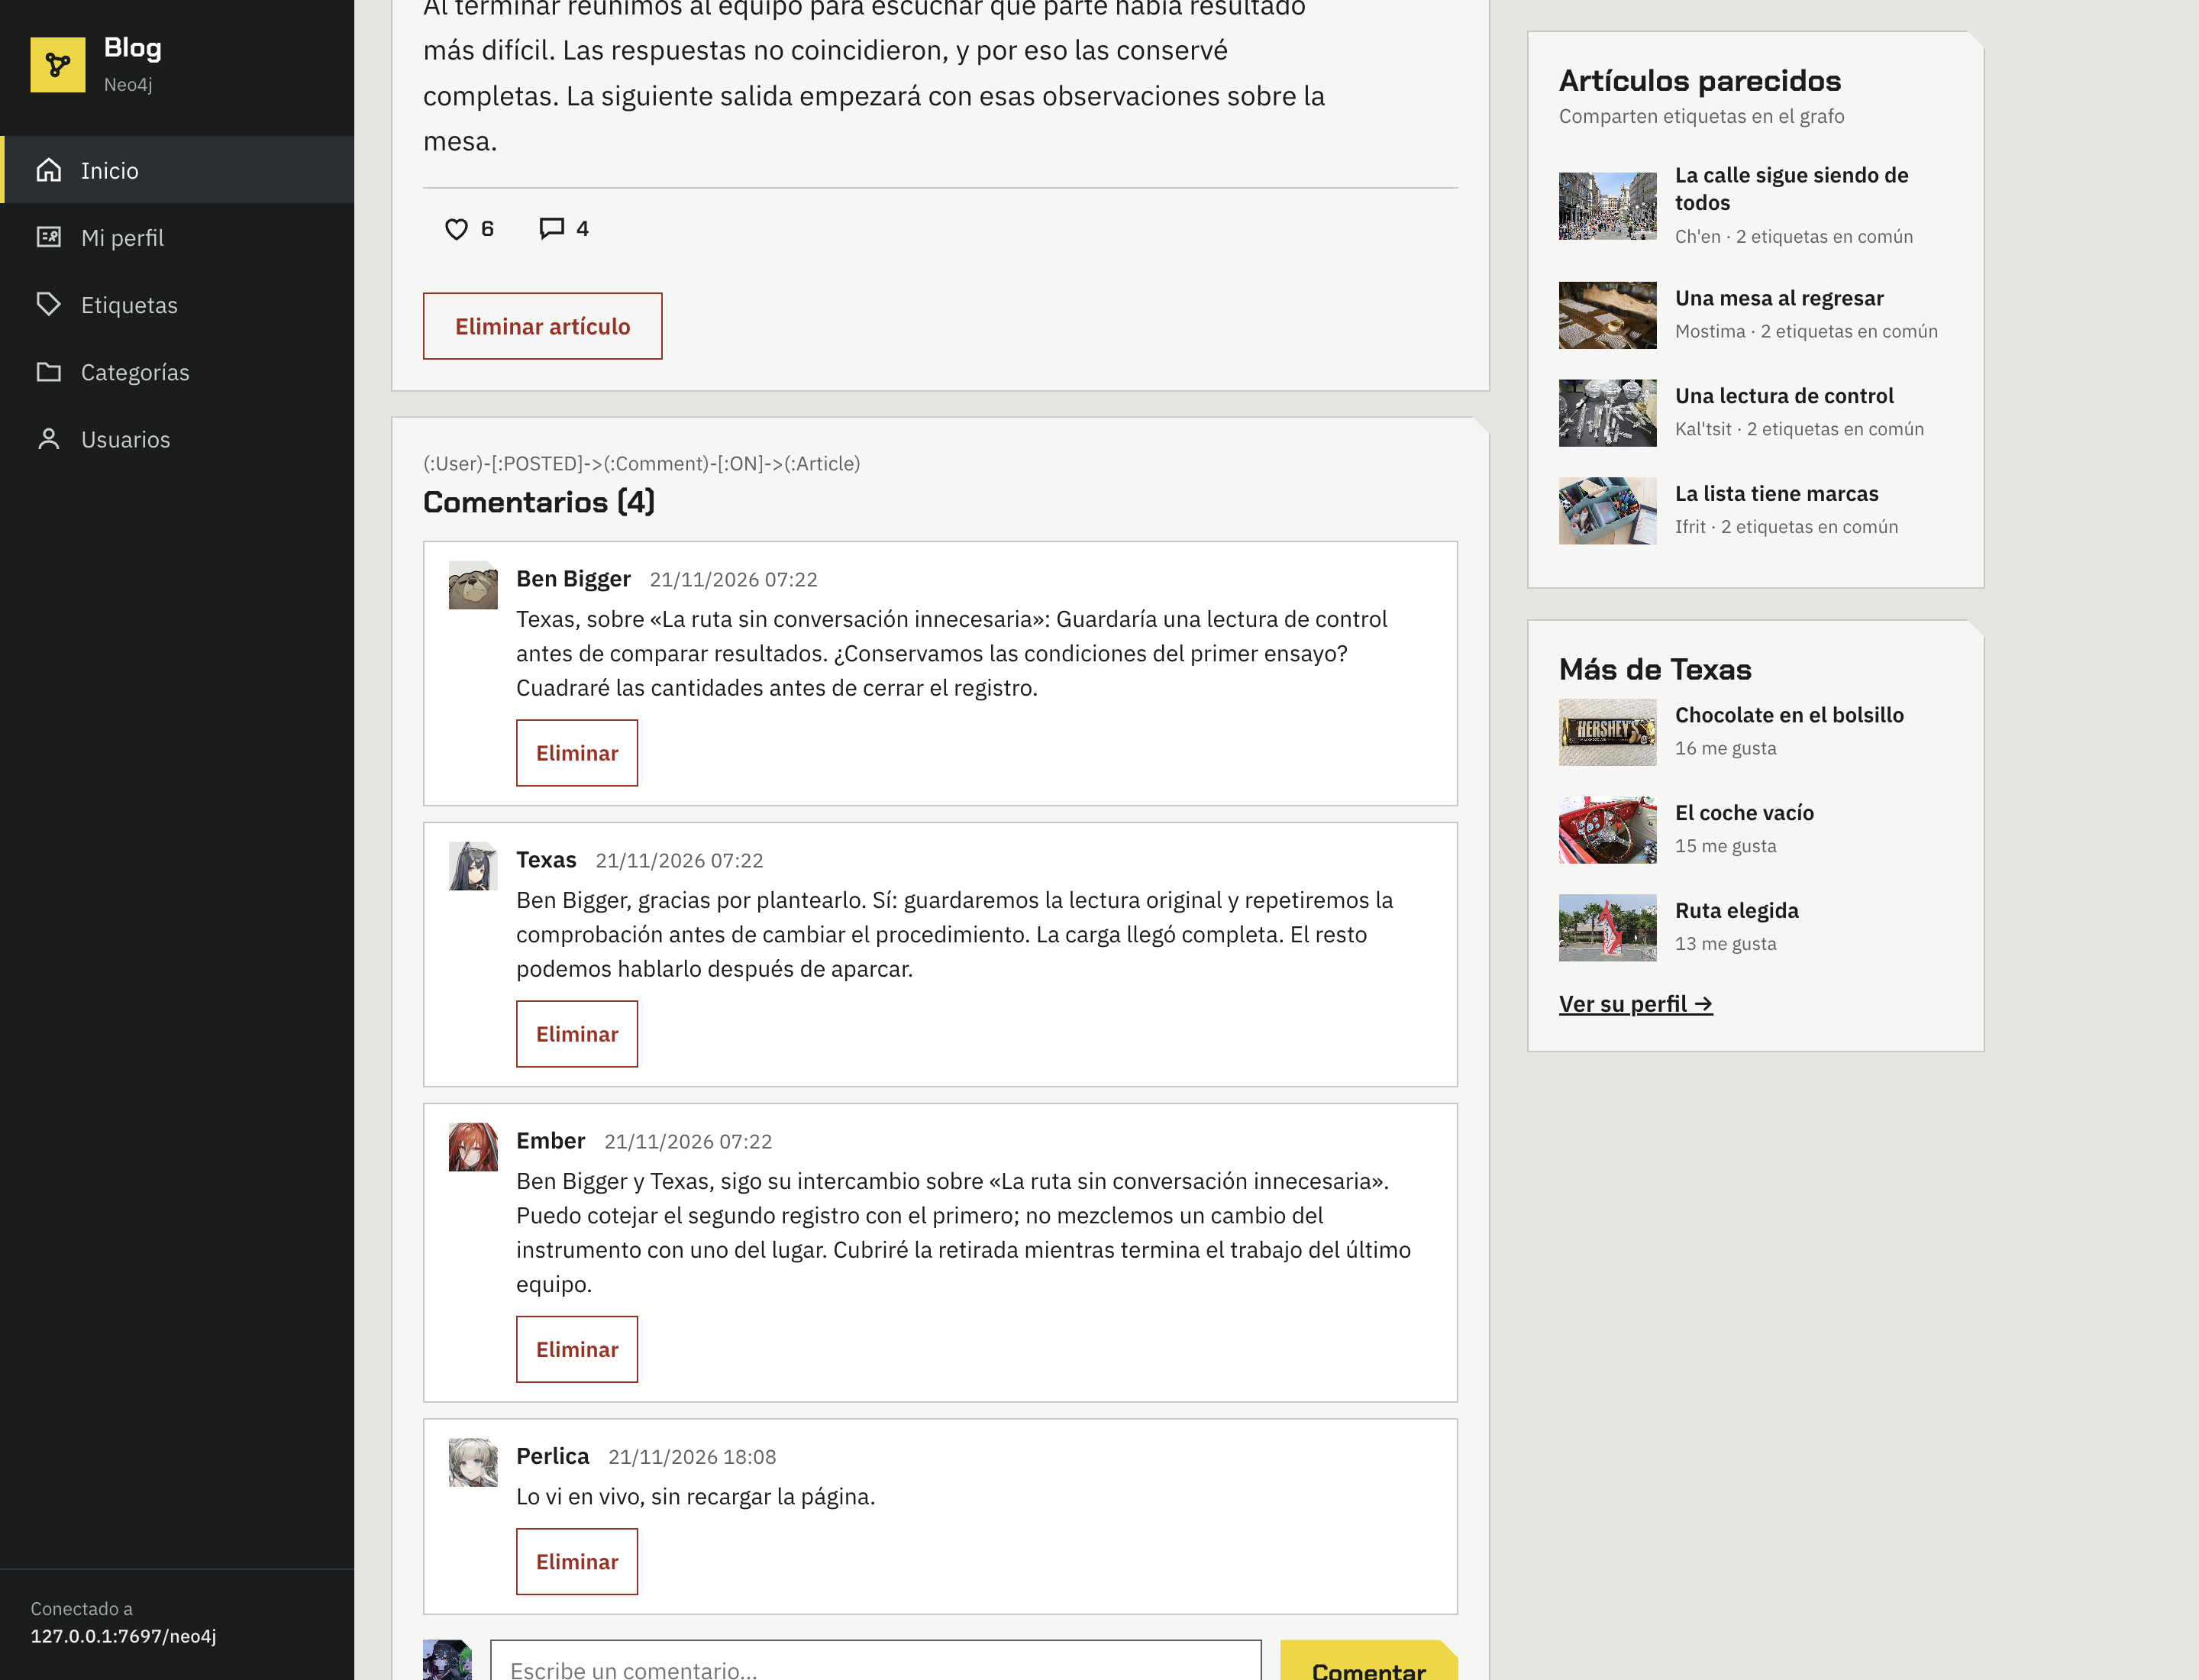 Blog
Neo4j
Inicio
Mi perfil
Etiquetas
Categorías
Usuarios
Conectado a
127.0.0.1:7697/neo4j
Al terminar reunimos al equipo para escuchar qué parte había resultado
más difícil. Las respuestas no coincidieron, y por eso las conservé
completas. La siguiente salida empezará con esas observaciones sobre la
mesa.
6 4
Eliminar artículo
(:User)-[:POSTED]->(:Comment)-[:ON]->(:Article)
Comentarios (4)
Ben Bigger 21/11/2026 07:22
Texas, sobre «La ruta sin conversación innecesaria»: Guardaría una lectura de control
antes de comparar resultados. ¿Conservamos las condiciones del primer ensayo?
Cuadraré las cantidades antes de cerrar el registro.
Eliminar
Texas 21/11/2026 07:22
Ben Bigger, gracias por plantearlo. Sí: guardaremos la lectura original y repetiremos la
comprobación antes de cambiar el procedimiento. La carga llegó completa. El resto
podemos hablarlo después de aparcar.
Eliminar
Ember 21/11/2026 07:22
Ben Bigger y Texas, sigo su intercambio sobre «La ruta sin conversación innecesaria».
Puedo cotejar el segundo registro con el primero; no mezclemos un cambio del
instrumento con uno del lugar. Cubriré la retirada mientras termina el trabajo del último
equipo.
Eliminar
Perlica 21/11/2026 18:08
Lo vi en vivo, sin recargar la página.
Eliminar
Escribe un comentario...
Comentar
Artículos parecidos
Comparten etiquetas en el grafo
La calle sigue siendo de
todos
Ch'en · 2 etiquetas en común
Una mesa al regresar
Mostima · 2 etiquetas en común
Una lectura de control
Kal'tsit · 2 etiquetas en común
La lista tiene marcas
Ifrit · 2 etiquetas en común
Más de Texas
HERSHEY'S
Chocolate en el bolsillo
16 me gusta
El coche vacío
15 me gusta
Ruta elegida
13 me gusta
Ver su perfil →